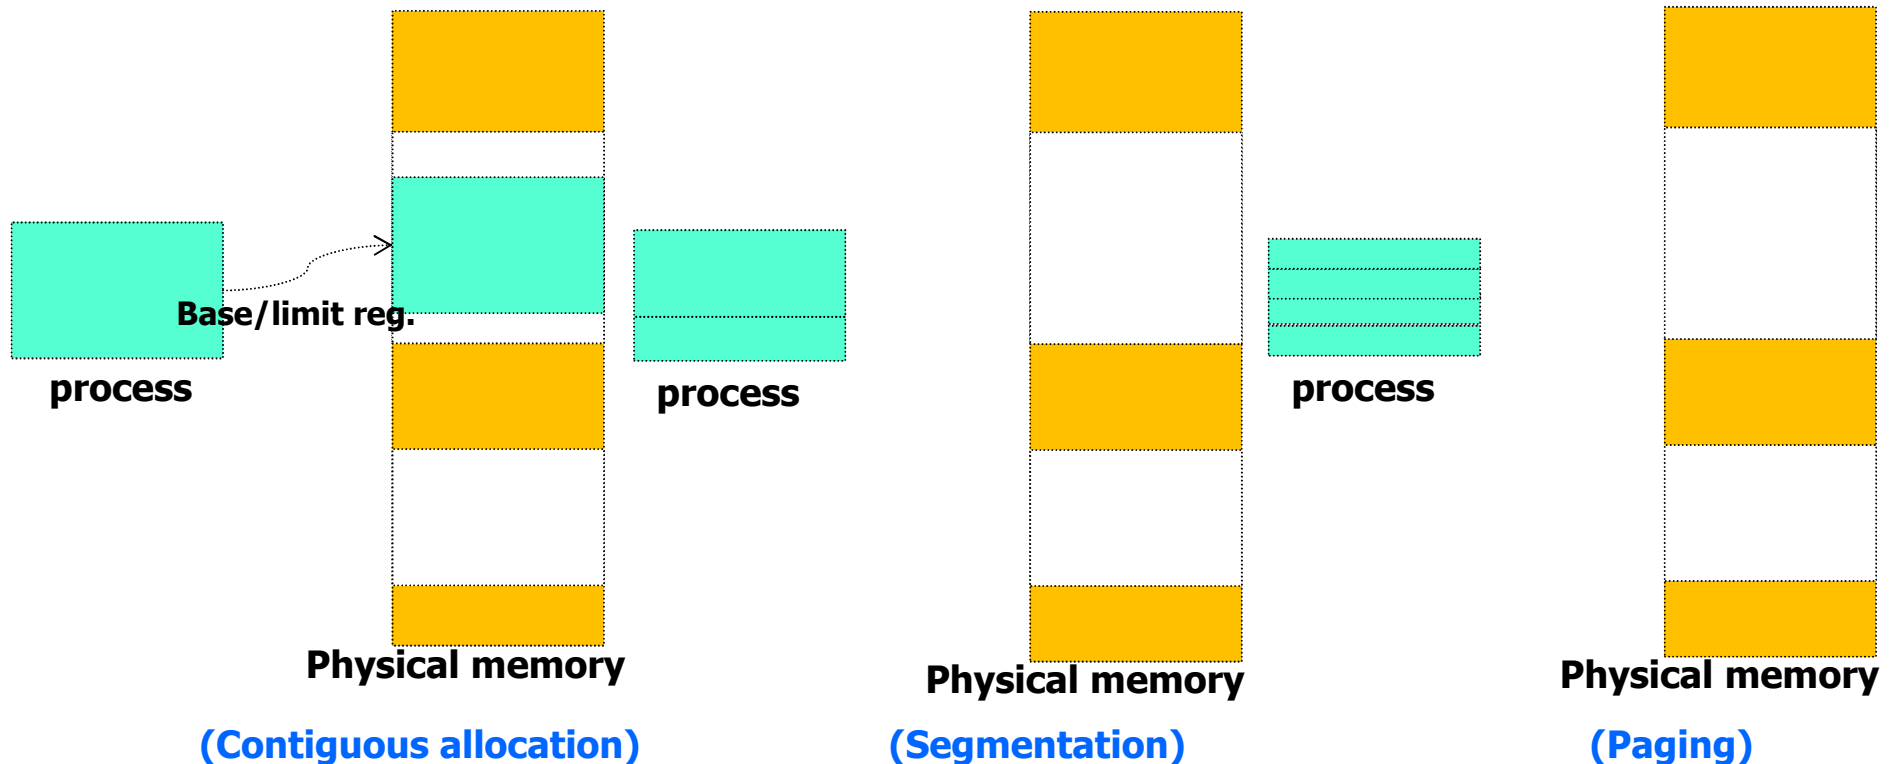 Base/limit reg.
process
process
process
Physical memory
Physical memory
Physical memory
(Contiguous allocation)
(Segmentation)
(Paging)